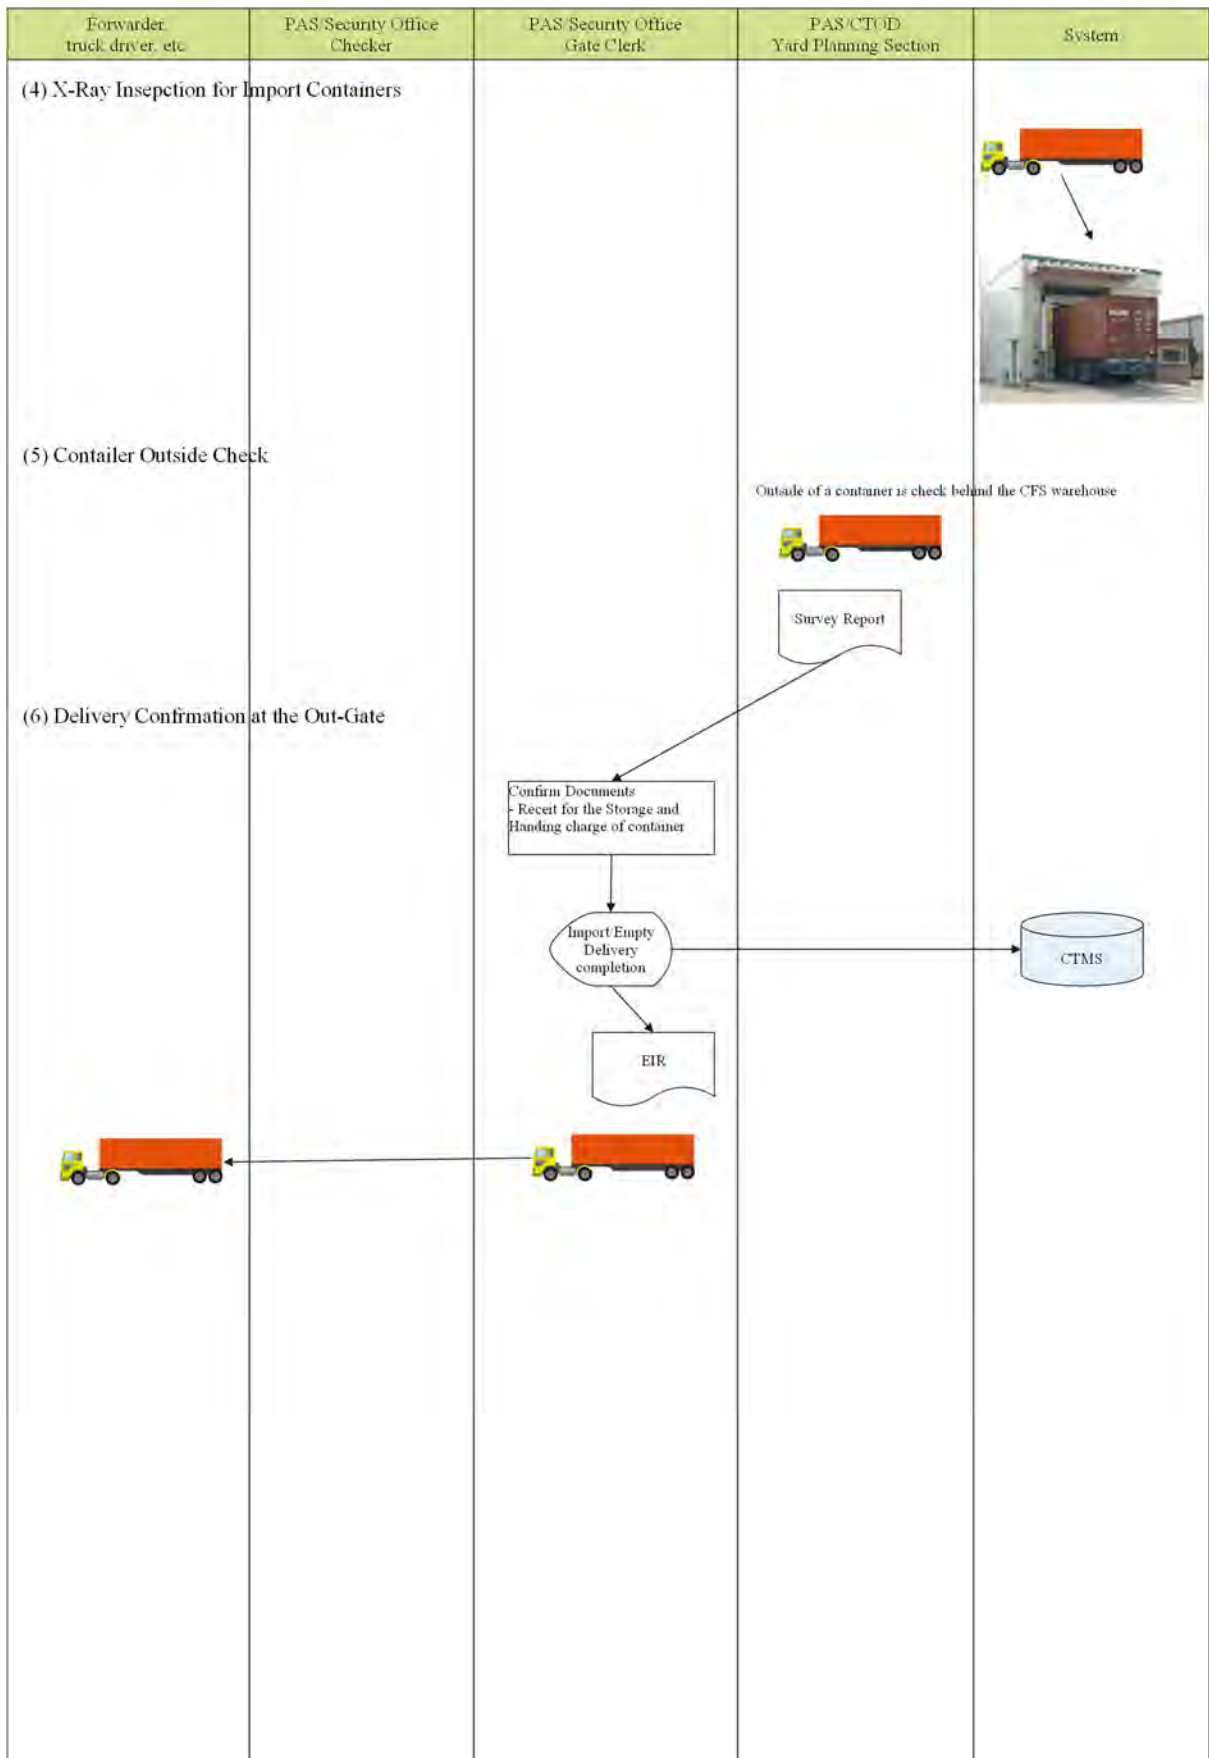 Forwarder,
truck driver, etc
PAS/Security Office
Checker
PAS/Security Office
Gate Clerk
PAS/CTOD
Yard Planning Section
System
(4) X-Ray Insepction for Import Containers
(5) Contailer Outside Check
Outside of a container is check behind the CFS warehouse
Survey Report
(6) Delivery Confrmation at the Out-Gate
Confirm Documents
- Receit for the Storage and
Handing charge of container
Import/Empty
Delivery
completion
CTMS
EIR